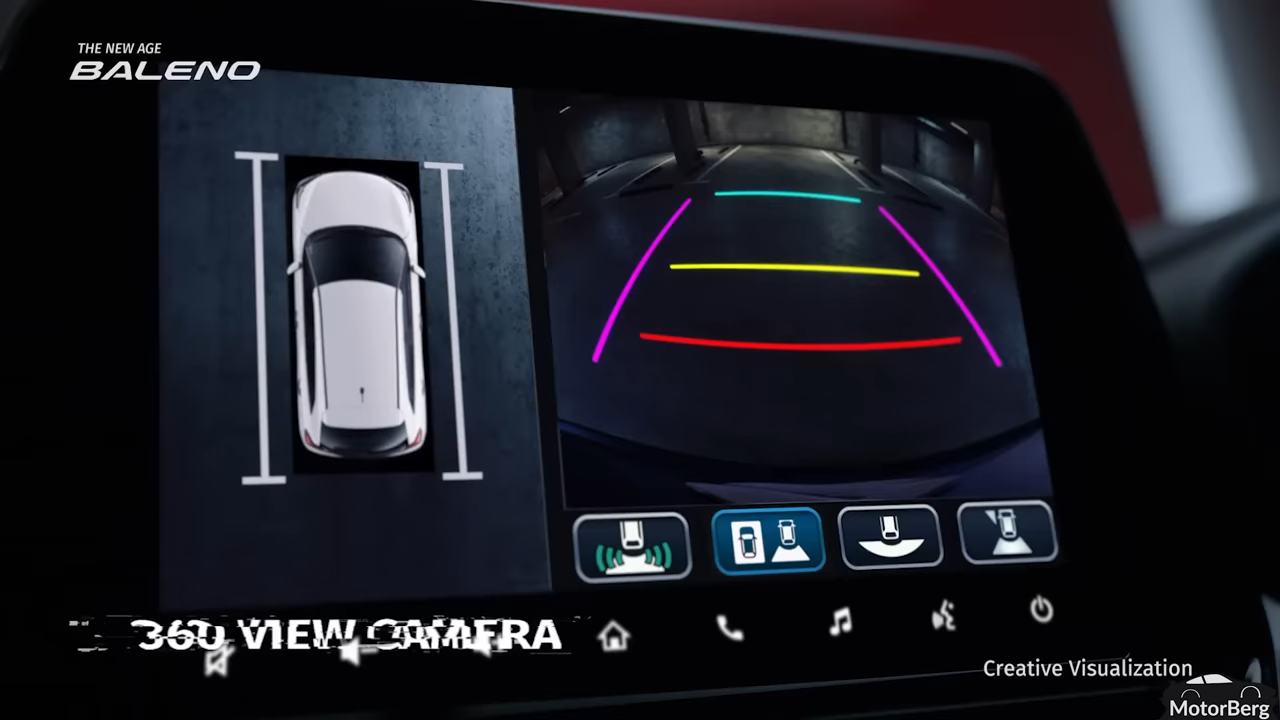 THE NEW AGE
BALENO
360 VIEW CAMERA
Creative Visualization
MotorBerg